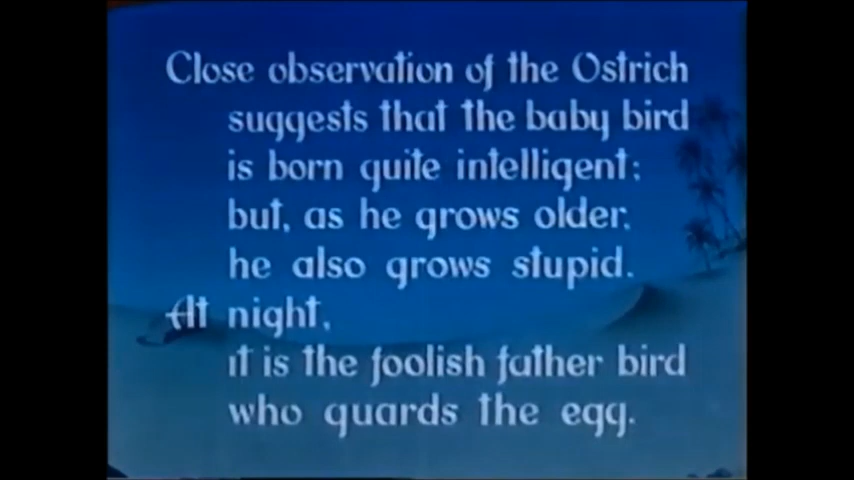 Close observation of the Ostrich
suggests that the baby bird
is born quite intelligent;
but, as he grows older,
he also grows stupid.
At night,
it is the foolish father bird
who guards the egg.